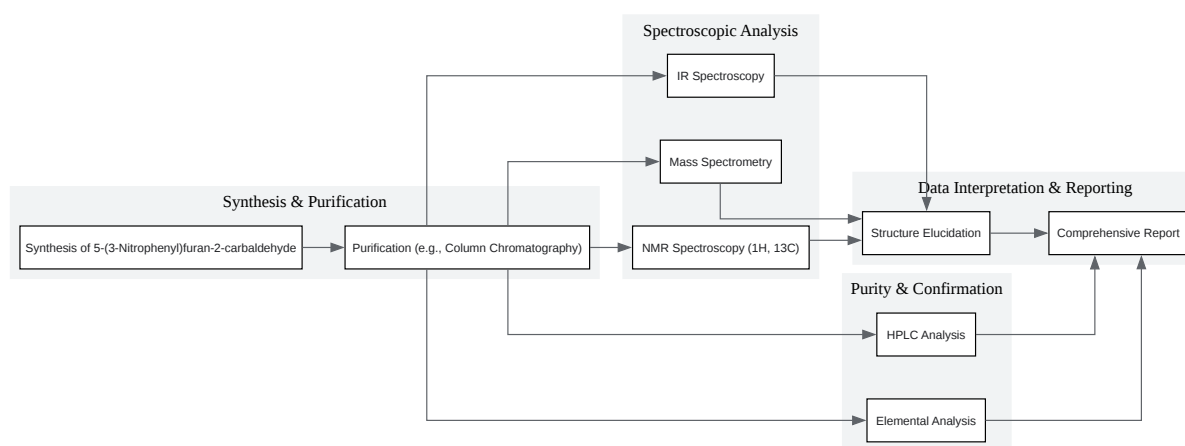 Spectroscopic Analysis
IR Spectroscopy
Mass Spectrometry
NMR Spectroscopy (1H, 13C)
Synthesis & Purification
Synthesis of 5-(3-Nitrophenyl)furan-2-carbaldehyde
Purification (e.g., Column Chromatography)
Data Interpretation & Reporting
Structure Elucidation
Comprehensive Report
Purity & Confirmation
HPLC Analysis
Elemental Analysis